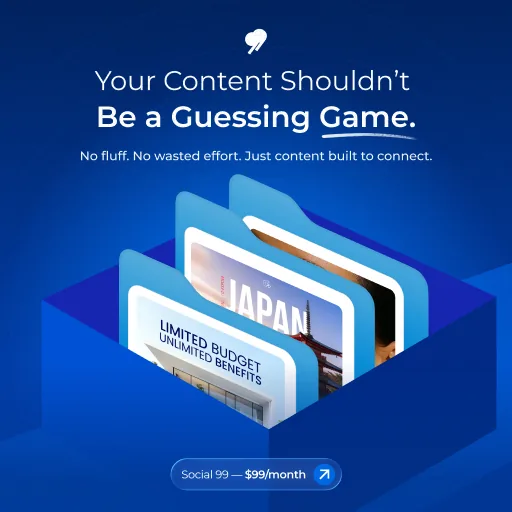 Your Content Shouldn't
Be a Guessing Game.
No fluff. No wasted effort. Just content built to connect.
JAPAN
LIMITED BUDGET
UNLIMITED BENEFITS
Social 99 — $99/month